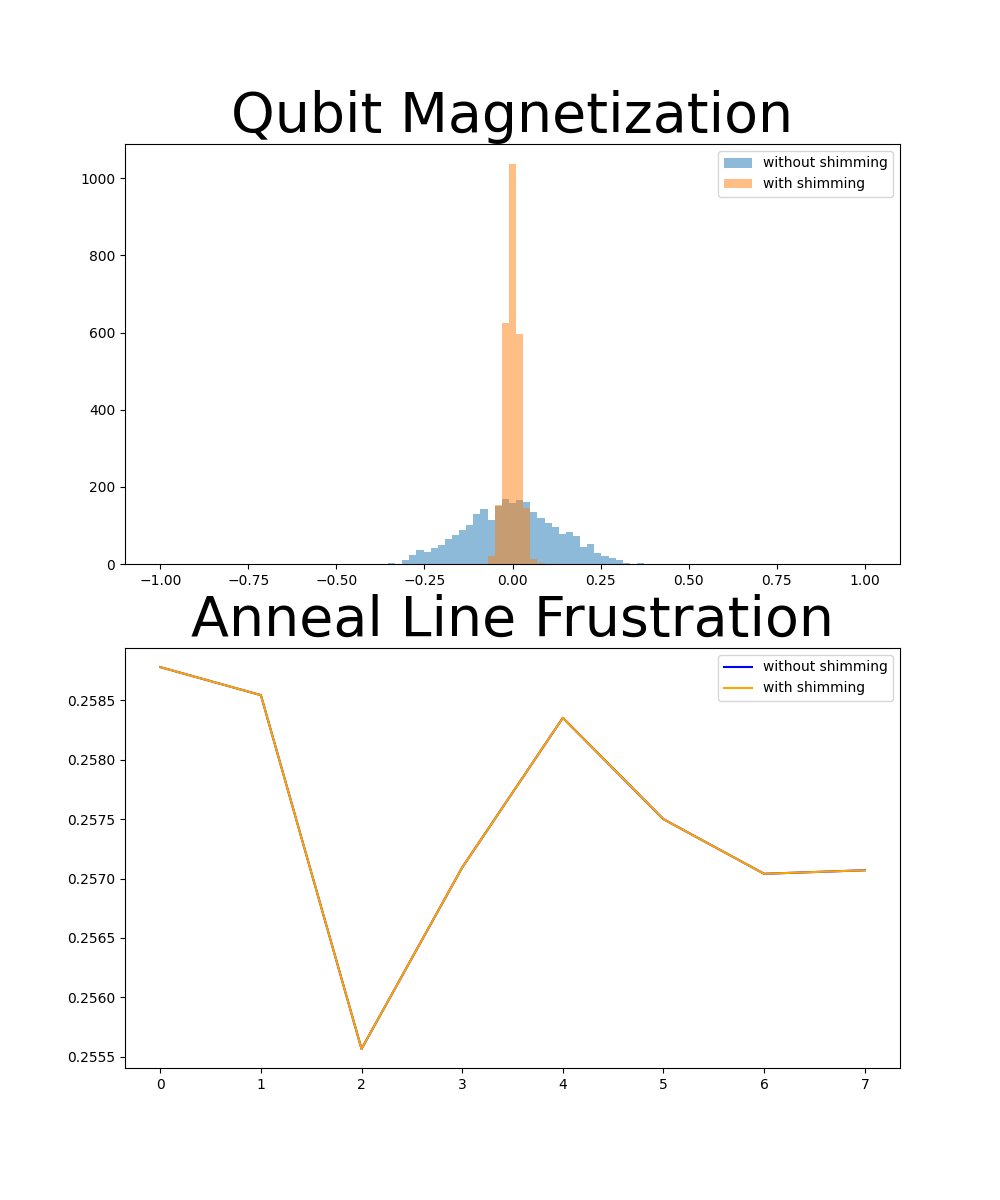 Qubit Magnetization
without shimming
with shimming
1000
800
600
400
200
0
−1.00 −0.75 −0.50 −0.25 0.00 0.25 0.50 0.75 1.00
Anneal Line Frustration
without shimming
with shimming
0.2585
0.2580
0.2575
0.2570
0.2565
0.2560
0.2555
0 1 2 3 4 5 6 7